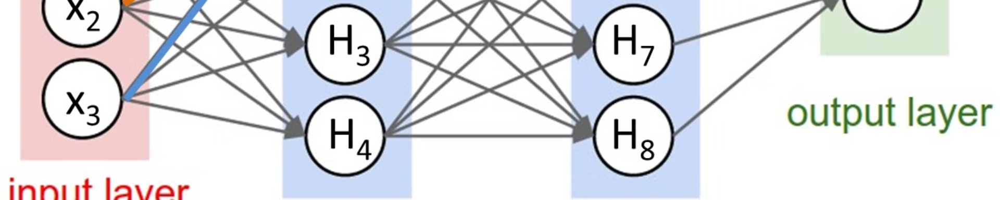 x2
H3
H7
x3
output layer
H4
H8
input layer